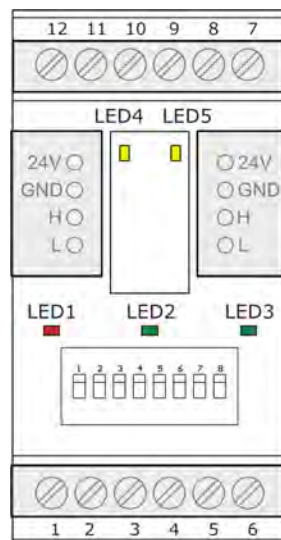 12 11 10 9 8 7
LED4 LED5
24V 24V
GND GND
H H
L L
LED1 LED2 LED3
1 2 3 4 5 6 7 8
1 2 3 4 5 6